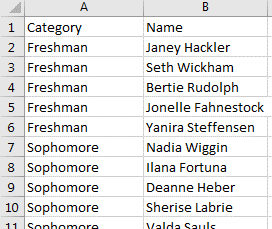 A B
1 Category Name
2 Freshman Janey Hackler
3 Freshman Seth Wickham
4 Freshman Bertie Rudolph
5 Freshman Jonelle Fahnestock
6 Freshman Yanira Steffensen
7 Sophomore Nadia Wiggin
8 Sophomore Ilana Fortuna
9 Sophomore Deanne Heber
10 Sophomore Sherise Labrie
11 Sophomore Valda Sauls